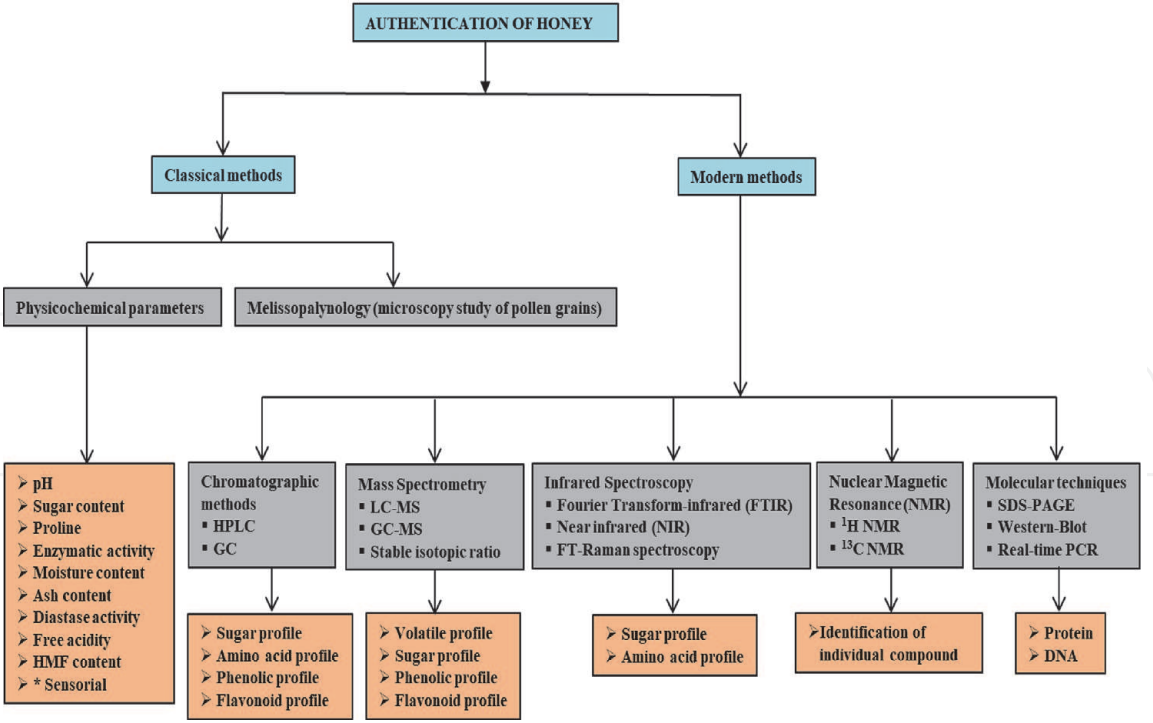 AUTHENTICATION OF HONEY
Classical methods
Modern methods
Physicochemical parameters
Melissopalynology (microscopy study of pollen grains)
➢ pH
➢ Sugar content
➢ Proline
➢ Enzymatic activity
➢ Moisture content
➢ Ash content
➢ Diastase activity
➢ Free acidity
➢ HMF content
➢ * Sensorial
Chromatographic
methods
▪ HPLC
▪ GC
Mass Spectrometry
▪ LC-MS
▪ GC-MS
▪ Stable isotopic ratio
Infrared Spectroscopy
▪ Fourier Transform-infrared (FTIR)
▪ Near infrared (NIR)
▪ FT-Raman spectroscopy
Nuclear Magnetic
Resonance (NMR)
▪ ¹H NMR
▪ ¹³C NMR
Molecular techniques
▪ SDS-PAGE
▪ Western-Blot
▪ Real-time PCR
➢ Sugar profile
➢ Amino acid profile
➢ Phenolic profile
➢ Flavonoid profile
➢ Volatile profile
➢ Sugar profile
➢ Phenolic profile
➢ Flavonoid profile
➢ Sugar profile
➢ Amino acid profile
➢ Identification of
individual compound
➢ Protein
➢ DNA